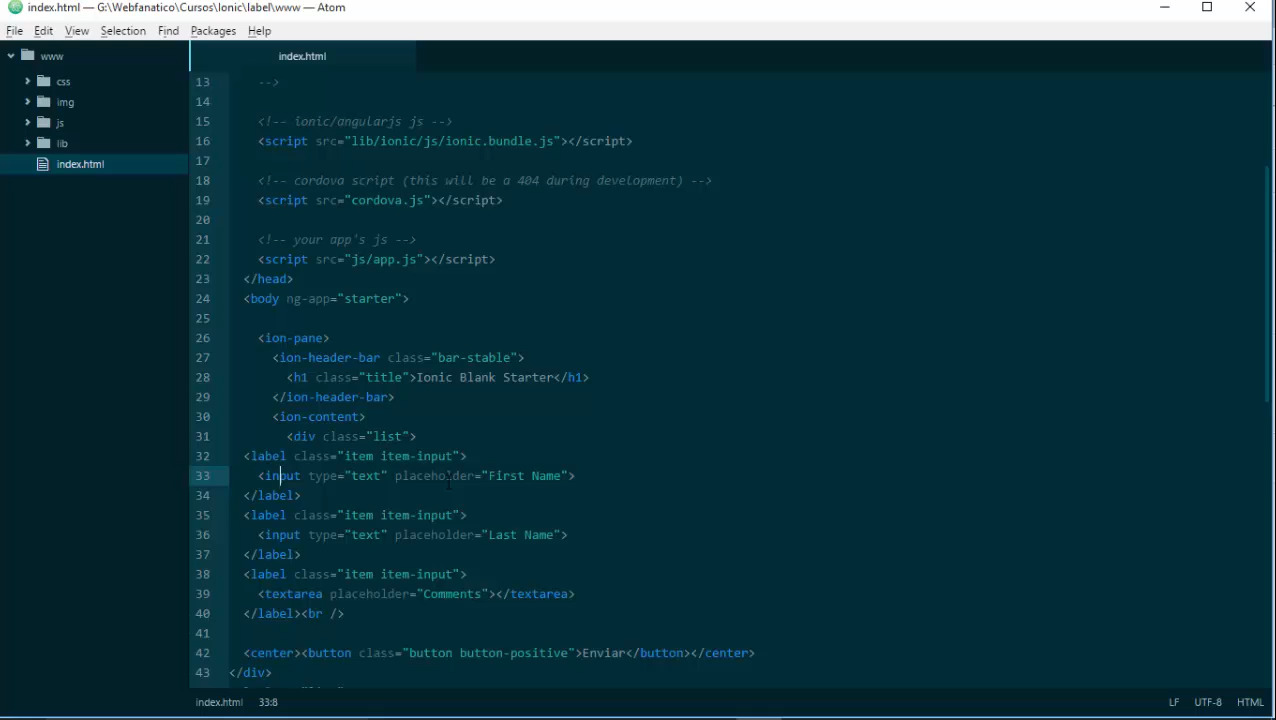 index.html — G:\Webfanatico\Cursos\Ionic\label\www — Atom
File Edit View Selection Find Packages Help
www
css
img
js
lib
index.html
index.html
13 -->
14
15 <!-- ionic/angularjs js -->
16 <script src="lib/ionic/js/ionic.bundle.js"></script>
17
18 <!-- cordova script (this will be a 404 during development) -->
19 <script src="cordova.js"></script>
20
21 <!-- your app's js -->
22 <script src="js/app.js"></script>
23 </head>
24 <body ng-app="starter">
25
26 <ion-pane>
27 <ion-header-bar class="bar-stable">
28 <h1 class="title">Ionic Blank Starter</h1>
29 </ion-header-bar>
30 <ion-content>
31 <div class="list">
32 <label class="item item-input">
33 <input type="text" placeholder="First Name">
34 </label>
35 <label class="item item-input">
36 <input type="text" placeholder="Last Name">
37 </label>
38 <label class="item item-input">
39 <textarea placeholder="Comments"></textarea>
40 </label><br />
41
42 <center><button class="button button-positive">Enviar</button></center>
43 </div>
index.html 33:8 LF UTF-8 HTML